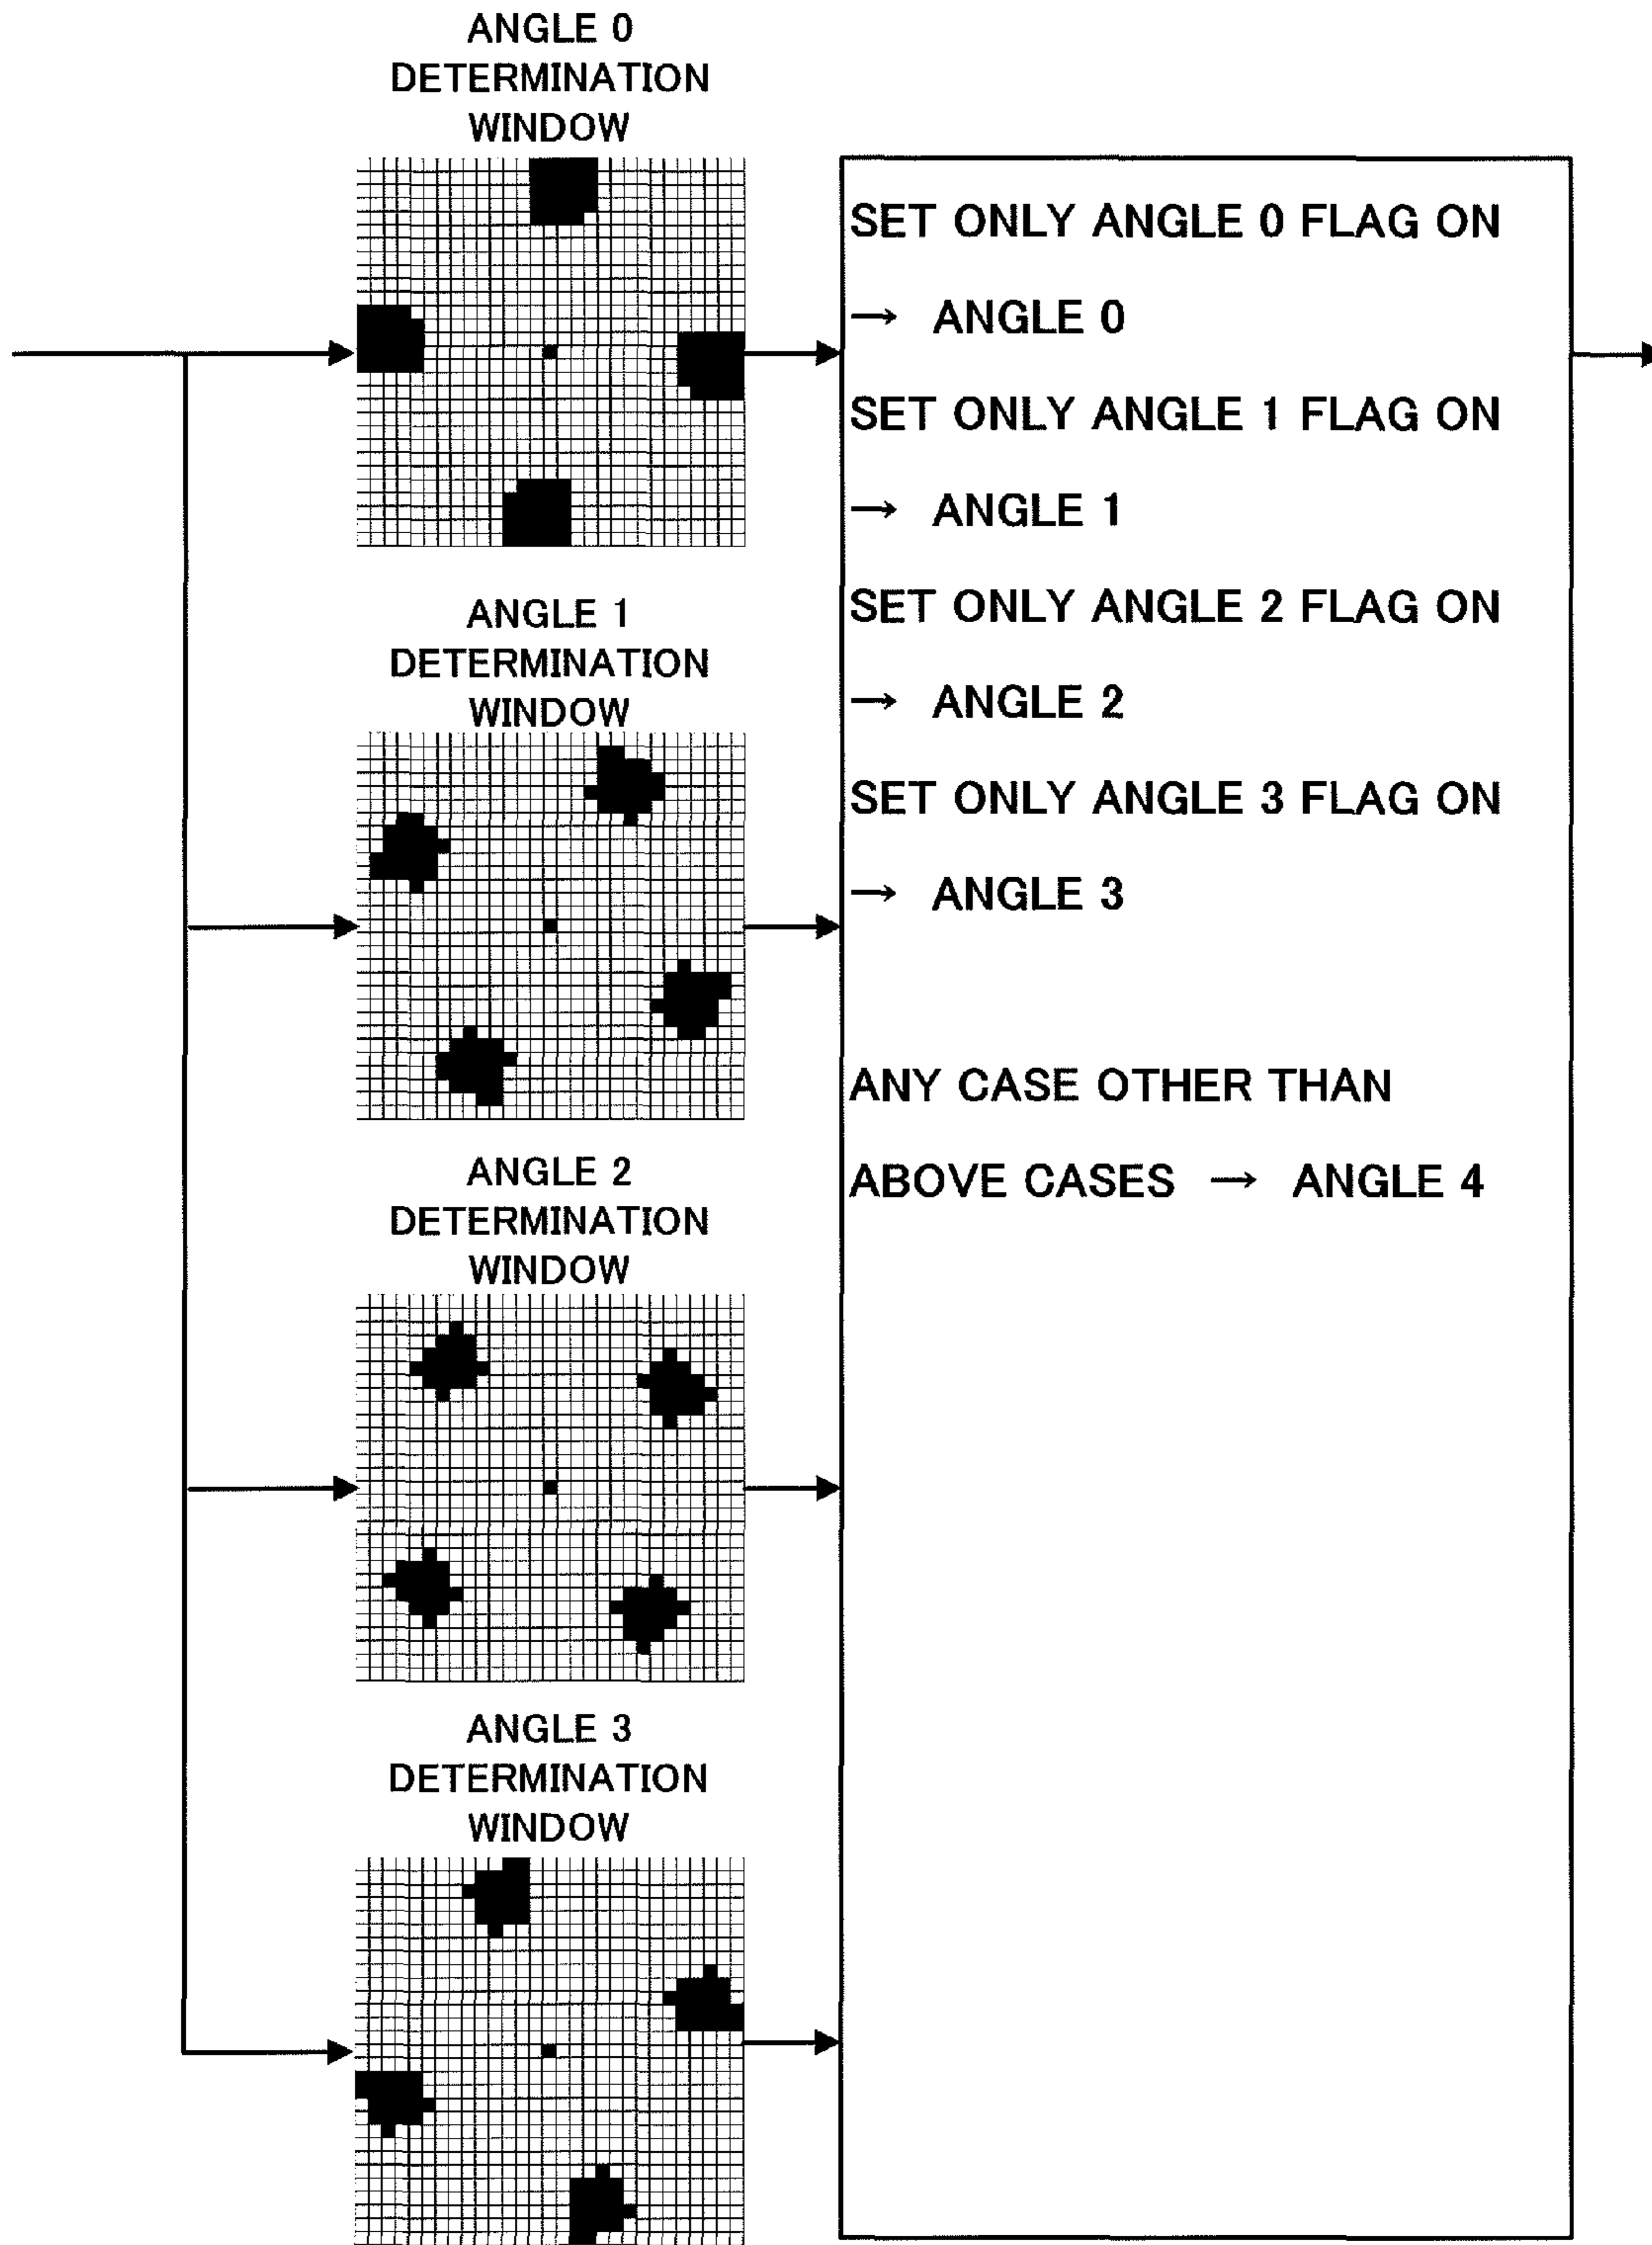 ANGLE 0
DETERMINATION
WINDOW
ANGLE 1
DETERMINATION
WINDOW
ANGLE 2
DETERMINATION
WINDOW
ANGLE 3
DETERMINATION
WINDOW
SET ONLY ANGLE 0 FLAG ON
→ ANGLE 0
SET ONLY ANGLE 1 FLAG ON
→ ANGLE 1
SET ONLY ANGLE 2 FLAG ON
→ ANGLE 2
SET ONLY ANGLE 3 FLAG ON
→ ANGLE 3
ANY CASE OTHER THAN
ABOVE CASES → ANGLE 4